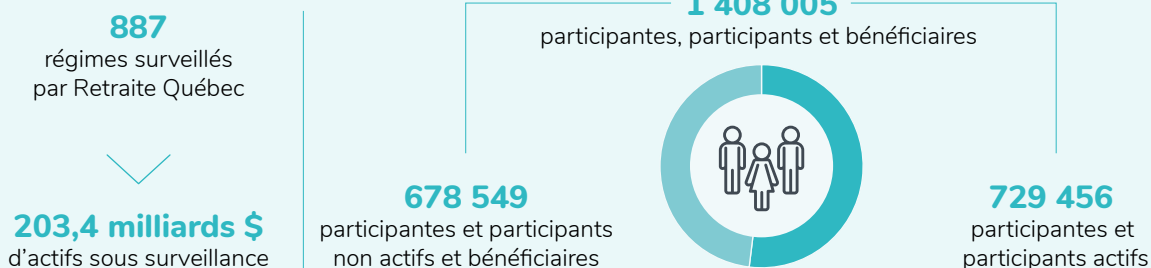 887
régimes surveillés
par Retraite Québec
203,4 milliards $
d'actifs sous surveillance
1 408 005
participantes, participants et bénéficiaires
678 549
participantes et participants
non actifs et bénéficiaires
729 456
participantes et
participants actifs